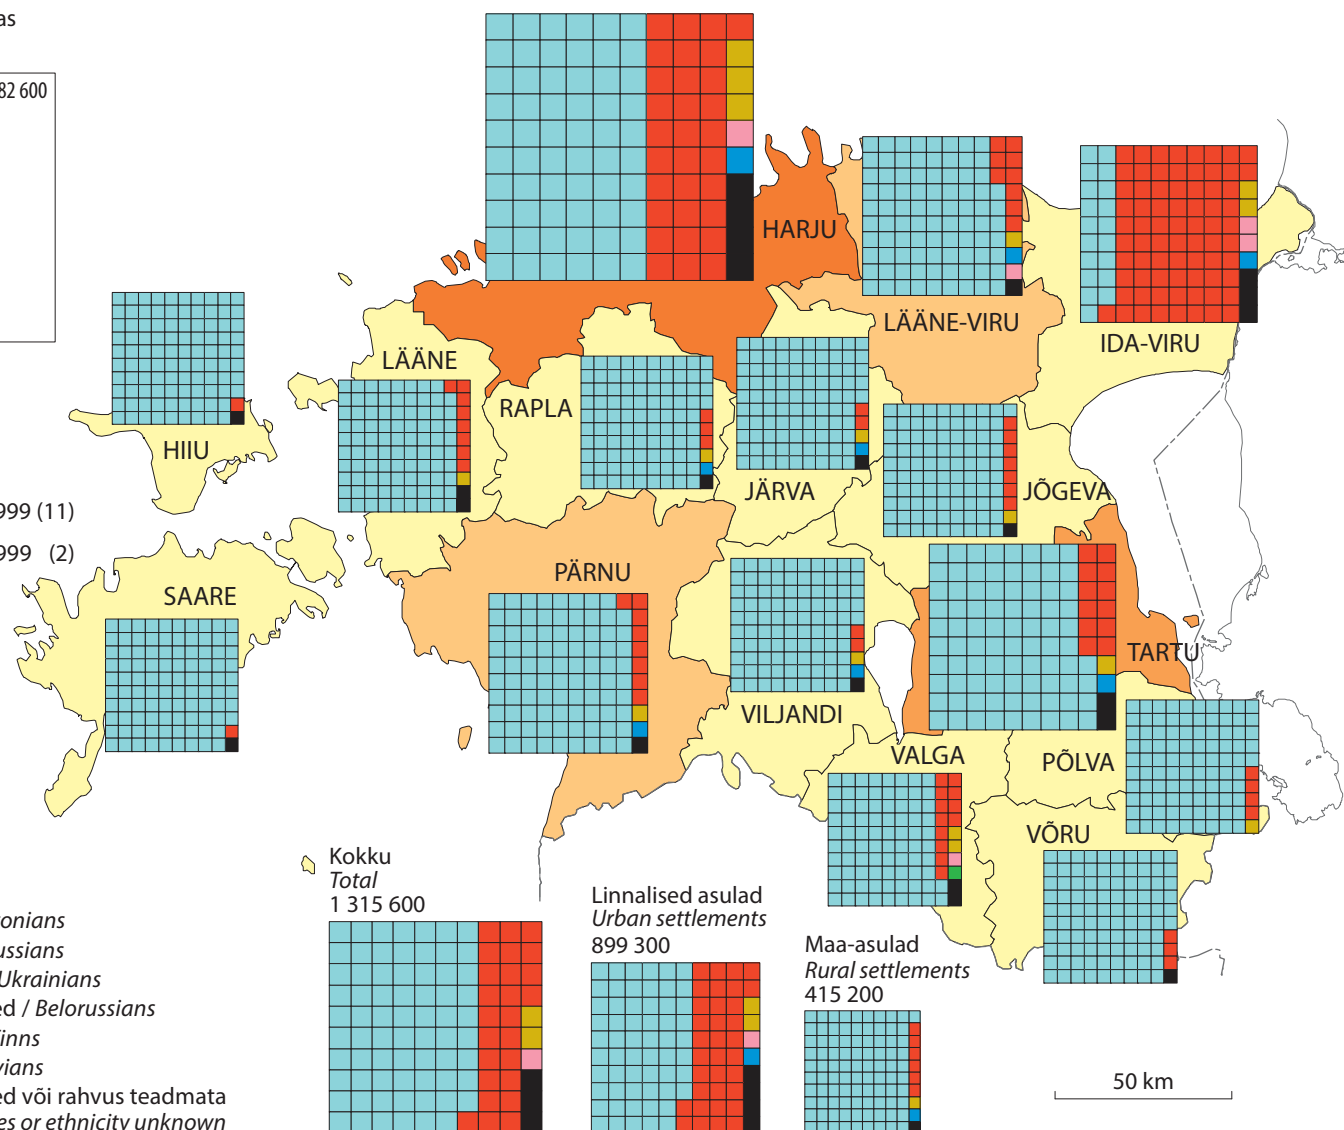 as
82 600
HARJU
LÄÄNE-VIRU
IDA-VIRU
LÄÄNE
RAPLA
HIIU
JÄRVA
JÕGEVA
999 (11)
999 (2)
PÄRNU
SAARE
TARTU
VILJANDI
VALGA
PÕLVA
VÕRU
Kokku
Total
1 315 600
Linnalised asulad
Urban settlements
899 300
Maa-asulad
Rural settlements
415 200
onians
ussians
Ukrainians
ed / Belorussians
inns
vians
ed või rahvus teadmata
es or ethnicity unknown
50 km